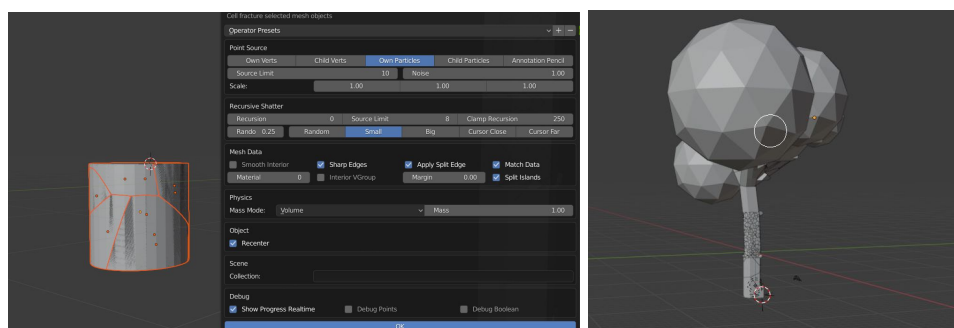 Cell fracture selected mesh objects
Operator Presets
Point Source
Own Verts Child Verts Own Particles Child Particles Annotation Pencil
Source Limit 10 Noise 1.00
Scale: 1.00 1.00 1.00
Recursive Shatter
Recursion 0 Source Limit 8 Clamp Recursion 250
Rando 0.25 Random Small Big Cursor Close Cursor Far
Mesh Data
Smooth Interior Sharp Edges Apply Split Edge Match Data
Material 0 Interior VGroup Margin 0.00 Split Islands
Physics
Mass Mode: Volume Mass 1.00
Object
Recenter
Scene
Collection:
Debug
Show Progress Realtime Debug Points Debug Boolean
OK